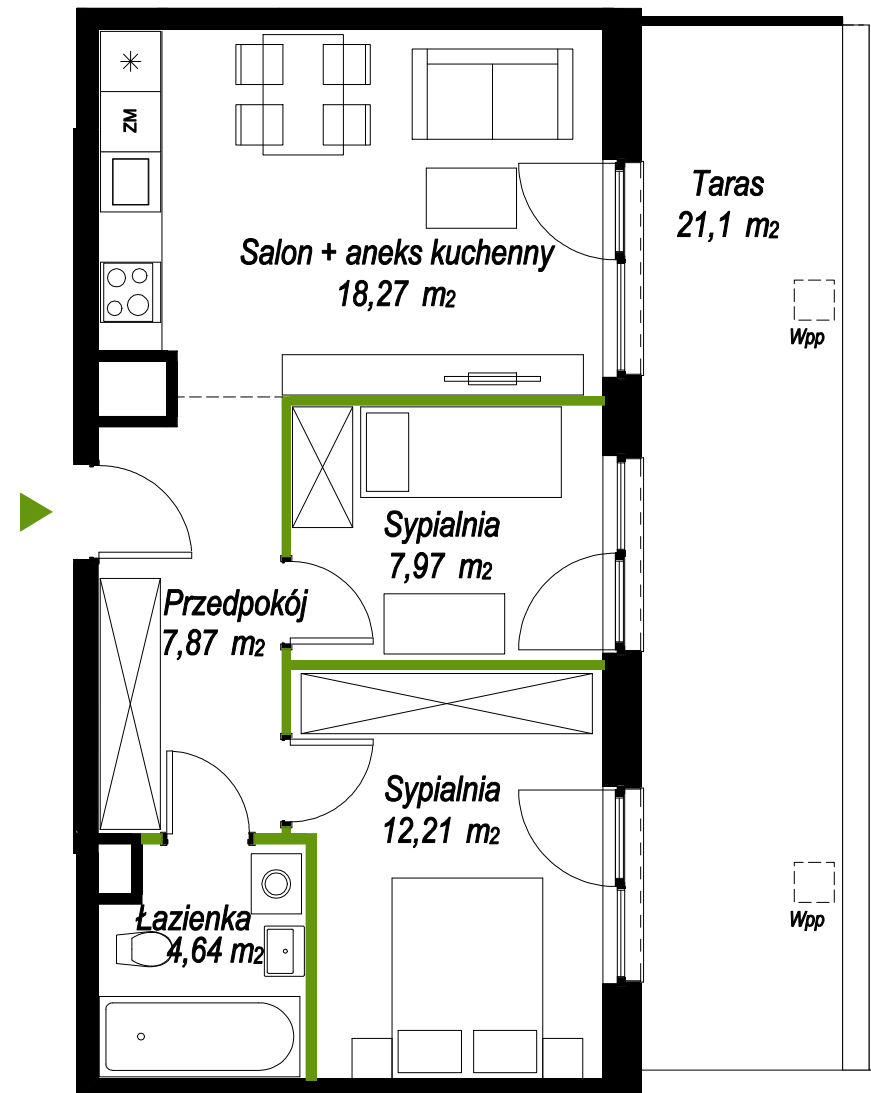 ZM
Taras
21,1 m2
Salon + aneks kuchenny
18,27 m2
Wpp
Sypialnia
7,97 m2
Przedpokój
7,87 m2
Sypialnia
12,21 m2
Łazienka
4,64 m2
Wpp